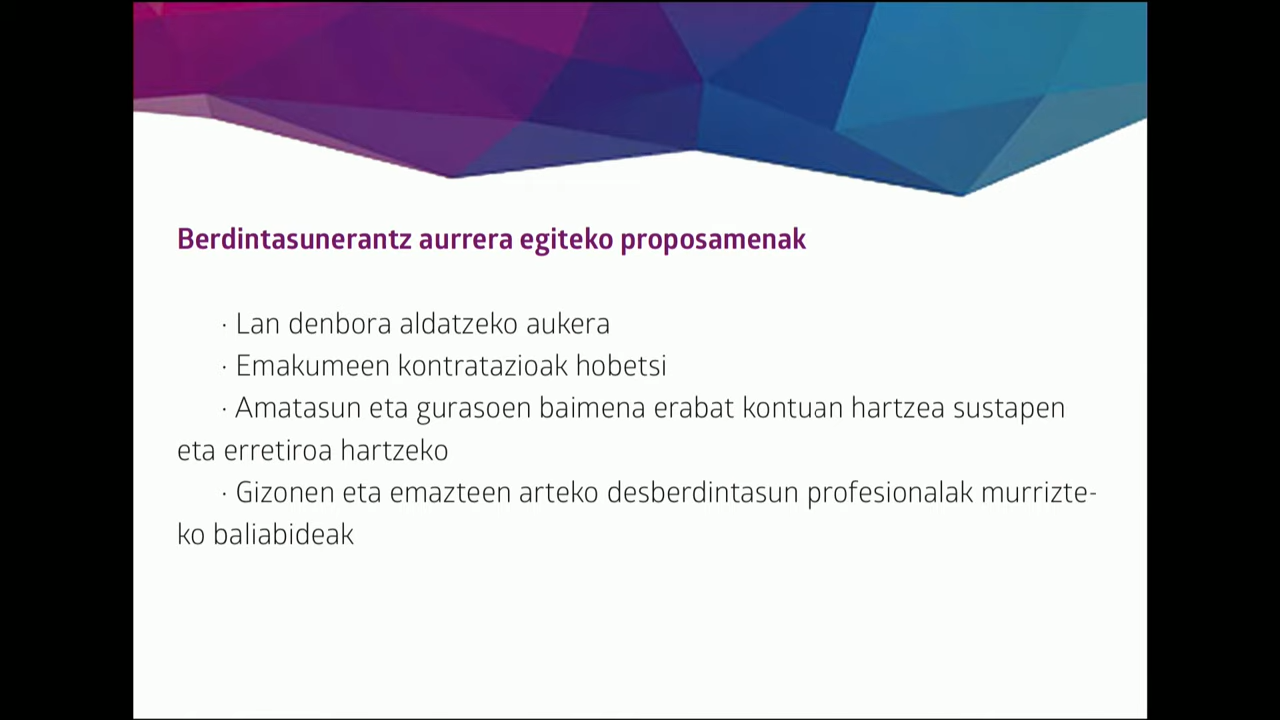 Berdintasunerantz aurrera egiteko proposamenak
· Lan denbora aldatzeko aukera
· Emakumeen kontratazioak hobetsi
· Amatasun eta gurasoen baimena erabat kontuan hartzea sustapen
eta erretiroa hartzeko
· Gizonen eta emazteen arteko desberdintasun profesionalak murrizte-
ko baliabideak